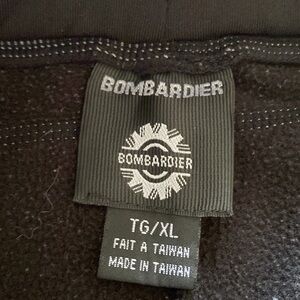 BOMBARDIER
BOMBARDIER
TG/XL
FAIT A TAIWAN
MADE IN TAIWAN